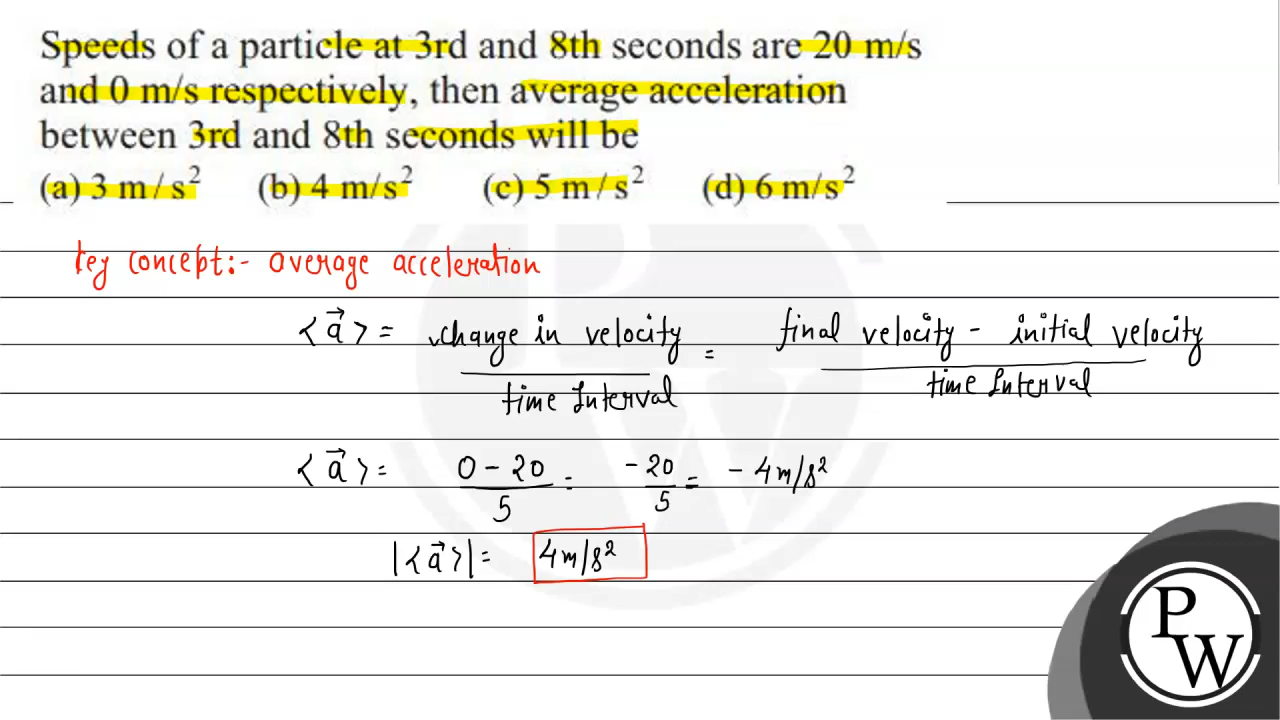 Speeds of a particle at 3rd and 8th seconds are 20 m/s
and 0 m/s respectively, then average acceleration
between 3rd and 8th seconds will be
(a) 3 m/s² (b) 4 m/s² (c) 5 m/s² (d) 6 m/s²
key concept:- average acceleration
<a⃗> = change in velocity / time Interval = final velocity - initial velocity / time Interval
<a⃗> = 0 - 20 / 5 = -20 / 5 = - 4m/s²
|<a⃗>| = 4m/s²
PW